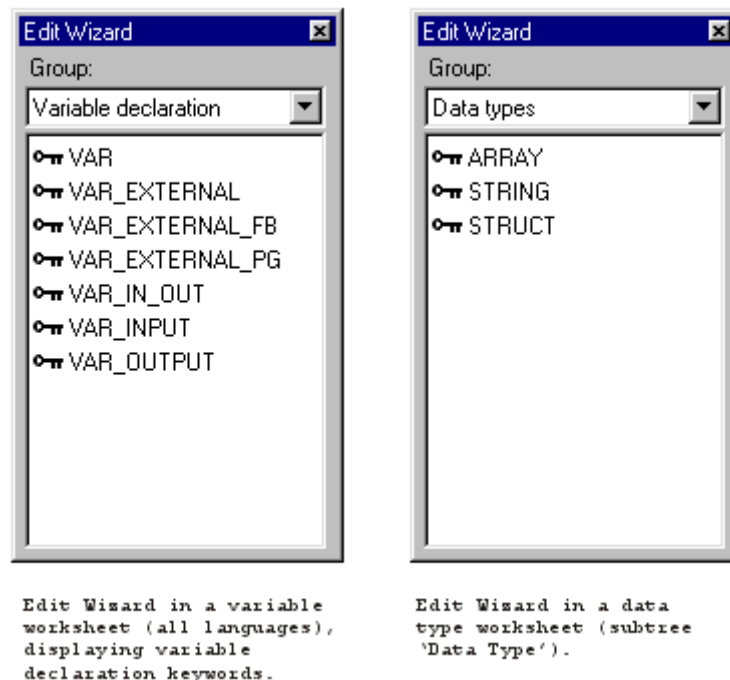 Edit Wizard
Group:
Variable declaration
VAR
VAR_EXTERNAL
VAR_EXTERNAL_FB
VAR_EXTERNAL_PG
VAR_IN_OUT
VAR_INPUT
VAR_OUTPUT
Edit Wizard in a variable
worksheet (all languages),
displaying variable
declaration keywords.
Edit Wizard
Group:
Data types
ARRAY
STRING
STRUCT
Edit Wizard in a data
type worksheet (subtree
'Data Type').